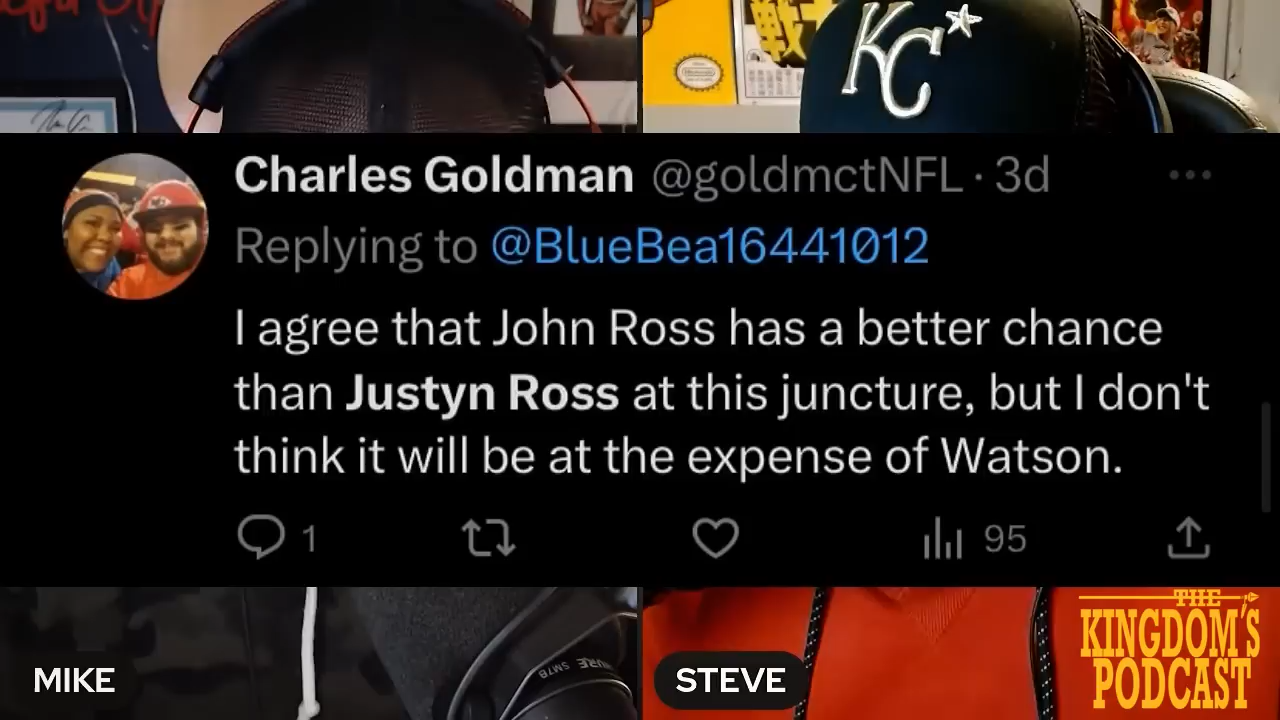 Nintendo
KC
Charles Goldman @goldmctNFL · 3d
Replying to @BlueBea16441012
I agree that John Ross has a better chance
than Justyn Ross at this juncture, but I don't
think it will be at the expense of Watson.
1
95
MIKE
SM7B
STEVE
THE
KINGDOM'S
PODCAST